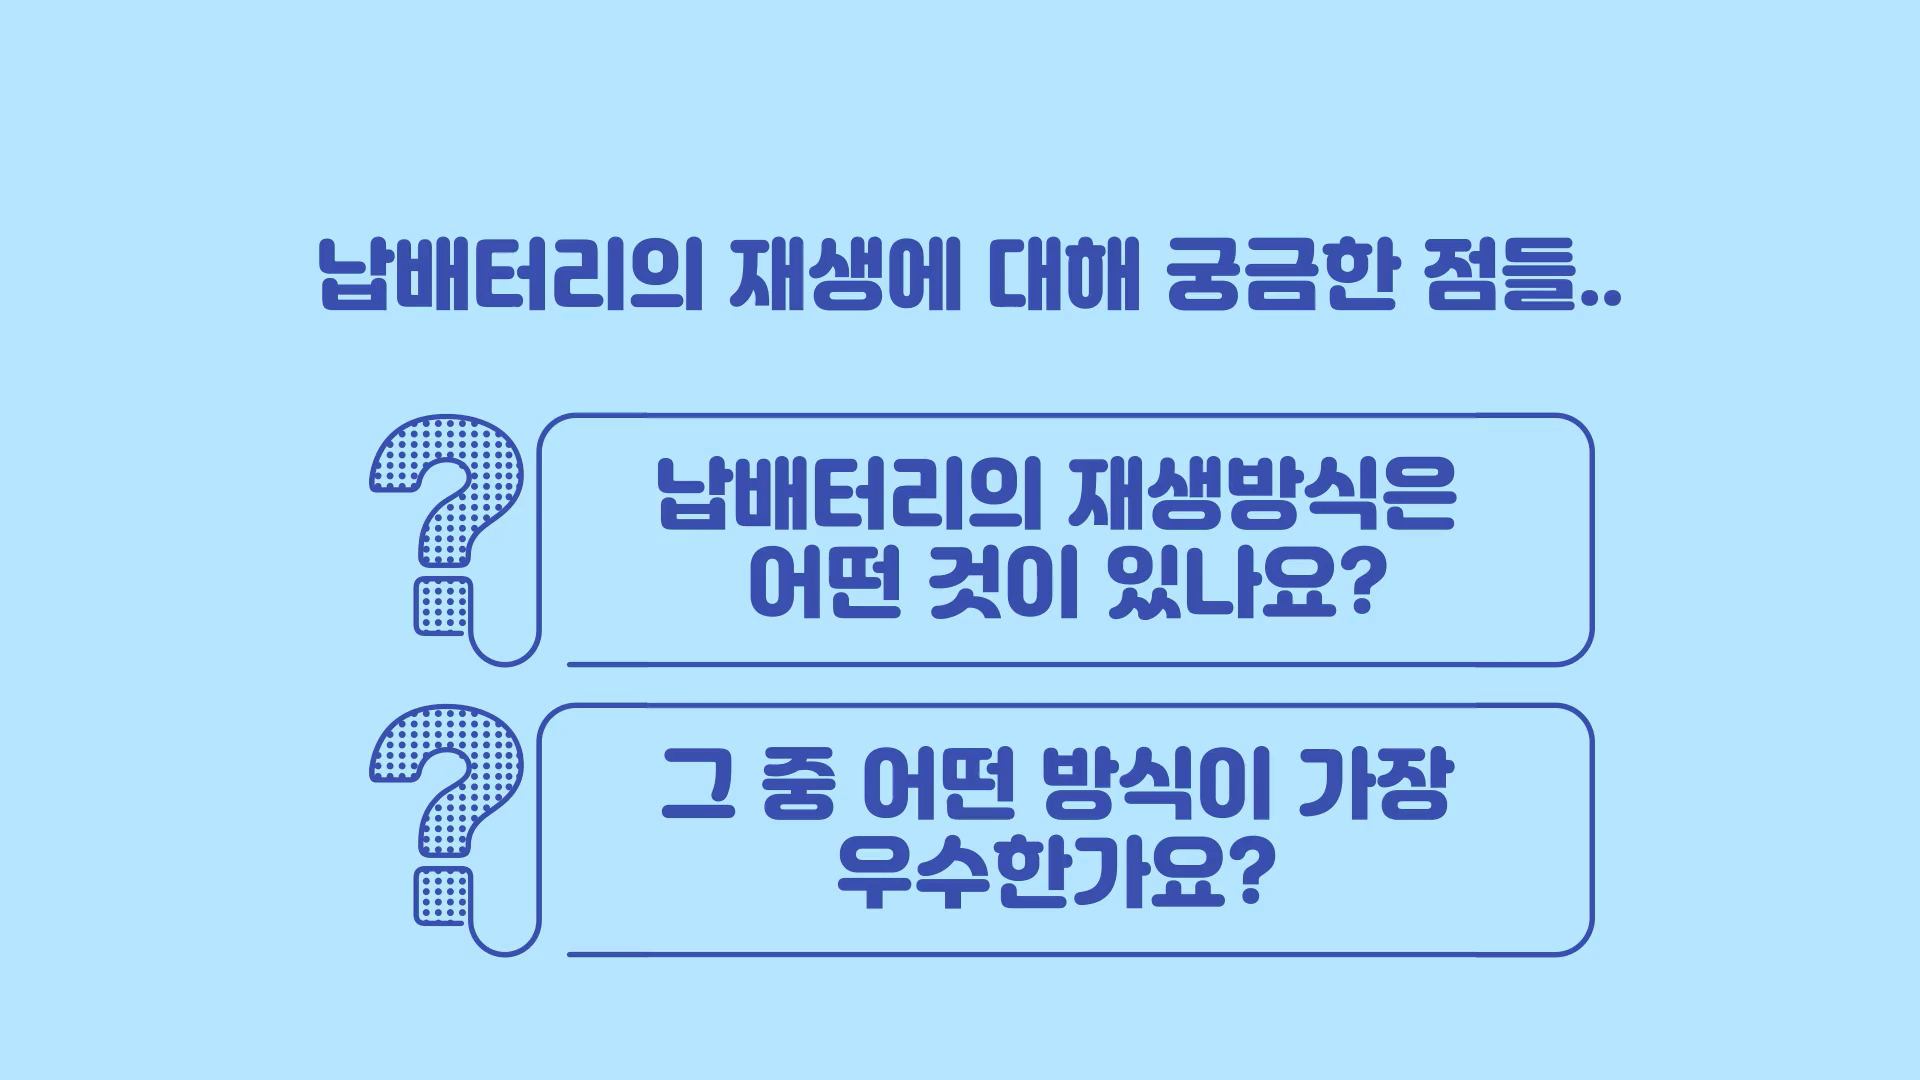 납배터리의 재생에 대해 궁금한 점들..
납배터리의 재생방식은
어떤 것이 있나요?
그 중 어떤 방식이 가장
우수한가요?